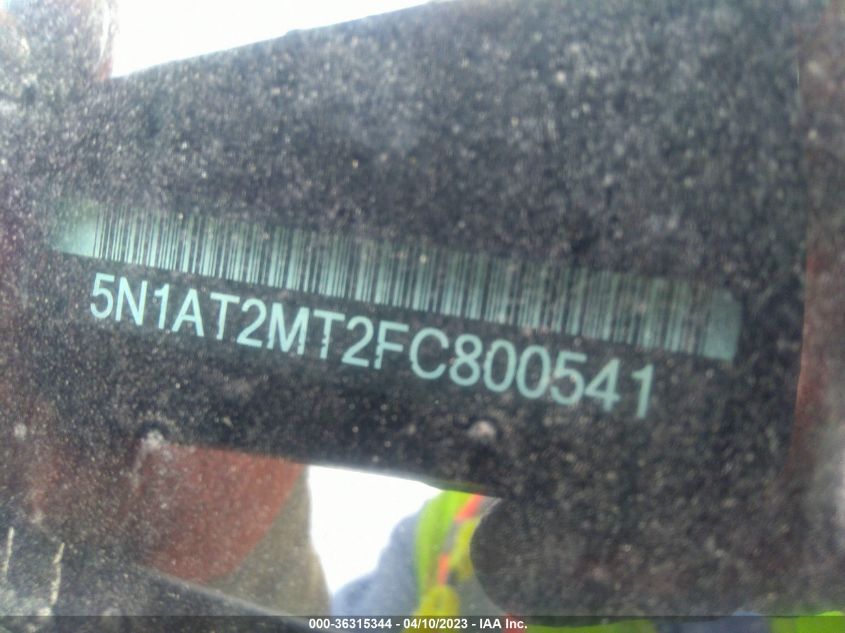 5N1AT2MT2FC800541
000-36315344 - 04/10/2023 - IAA Inc.